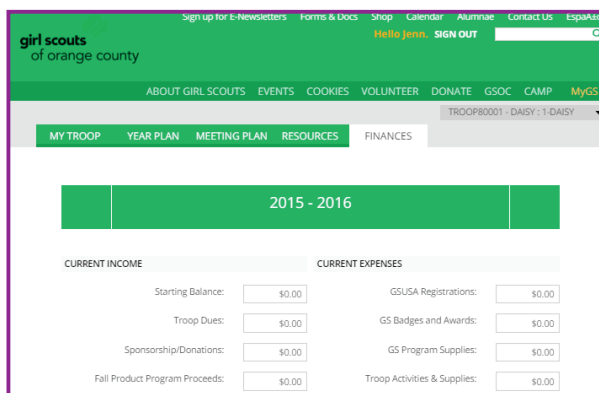 Sign up for E-Newsletters Forms & Docs Shop Calendar Alumnae Contact Us EspaÃ±o
girl scouts
of orange county
Hello Jenn. SIGN OUT
ABOUT GIRL SCOUTS EVENTS COOKIES VOLUNTEER DONATE GSOC CAMP MyGS
TROOP80001 - DAISY : 1-DAISY
MY TROOP YEAR PLAN MEETING PLAN RESOURCES FINANCES
2015 - 2016
CURRENT INCOME CURRENT EXPENSES
Starting Balance: $0.00 GSUSA Registrations: $0.00
Troop Dues: $0.00 GS Badges and Awards: $0.00
Sponsorship/Donations: $0.00 GS Program Supplies: $0.00
Fall Product Program Proceeds: $0.00 Troop Activities & Supplies: $0.00